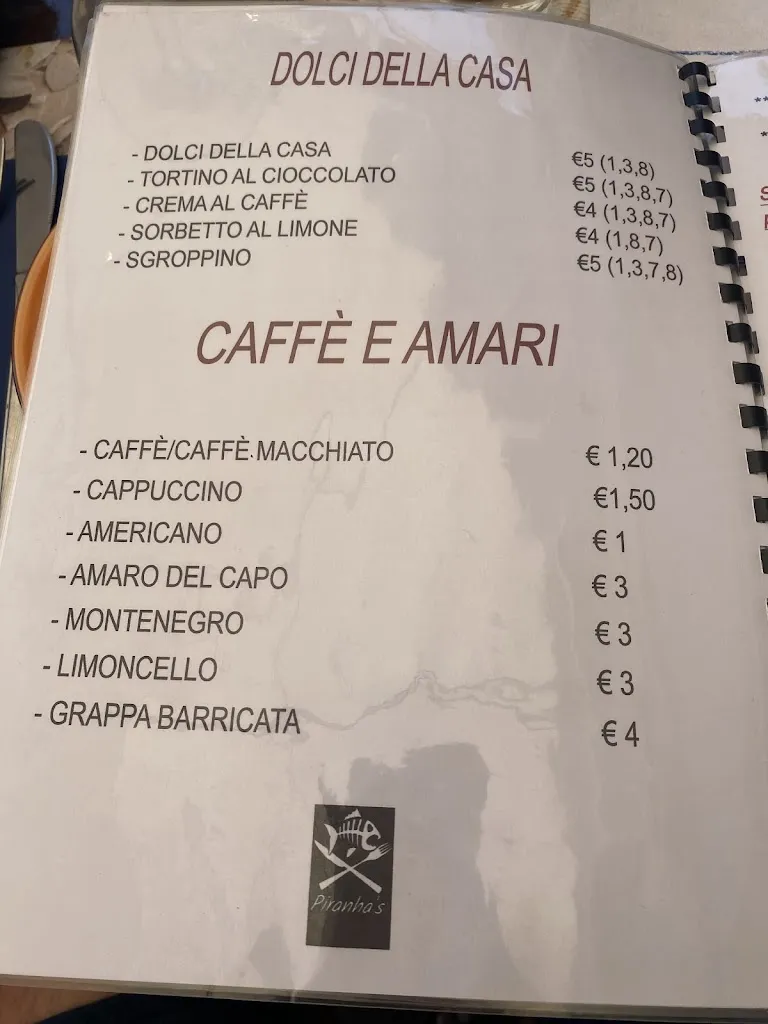 DOLCI DELLA CASA
- DOLCI DELLA CASA €5 (1,3,8)
- TORTINO AL CIOCCOLATO €5 (1,3,8,7)
- CREMA AL CAFFÈ €4 (1,3,8,7)
- SORBETTO AL LIMONE €4 (1,8,7)
- SGROPPINO €5 (1,3,7,8)
CAFFÈ E AMARI
- CAFFÈ/CAFFÈ MACCHIATO € 1,20
- CAPPUCCINO €1,50
- AMERICANO € 1
- AMARO DEL CAPO € 3
- MONTENEGRO € 3
- LIMONCELLO € 3
- GRAPPA BARRICATA € 4
Piranha's